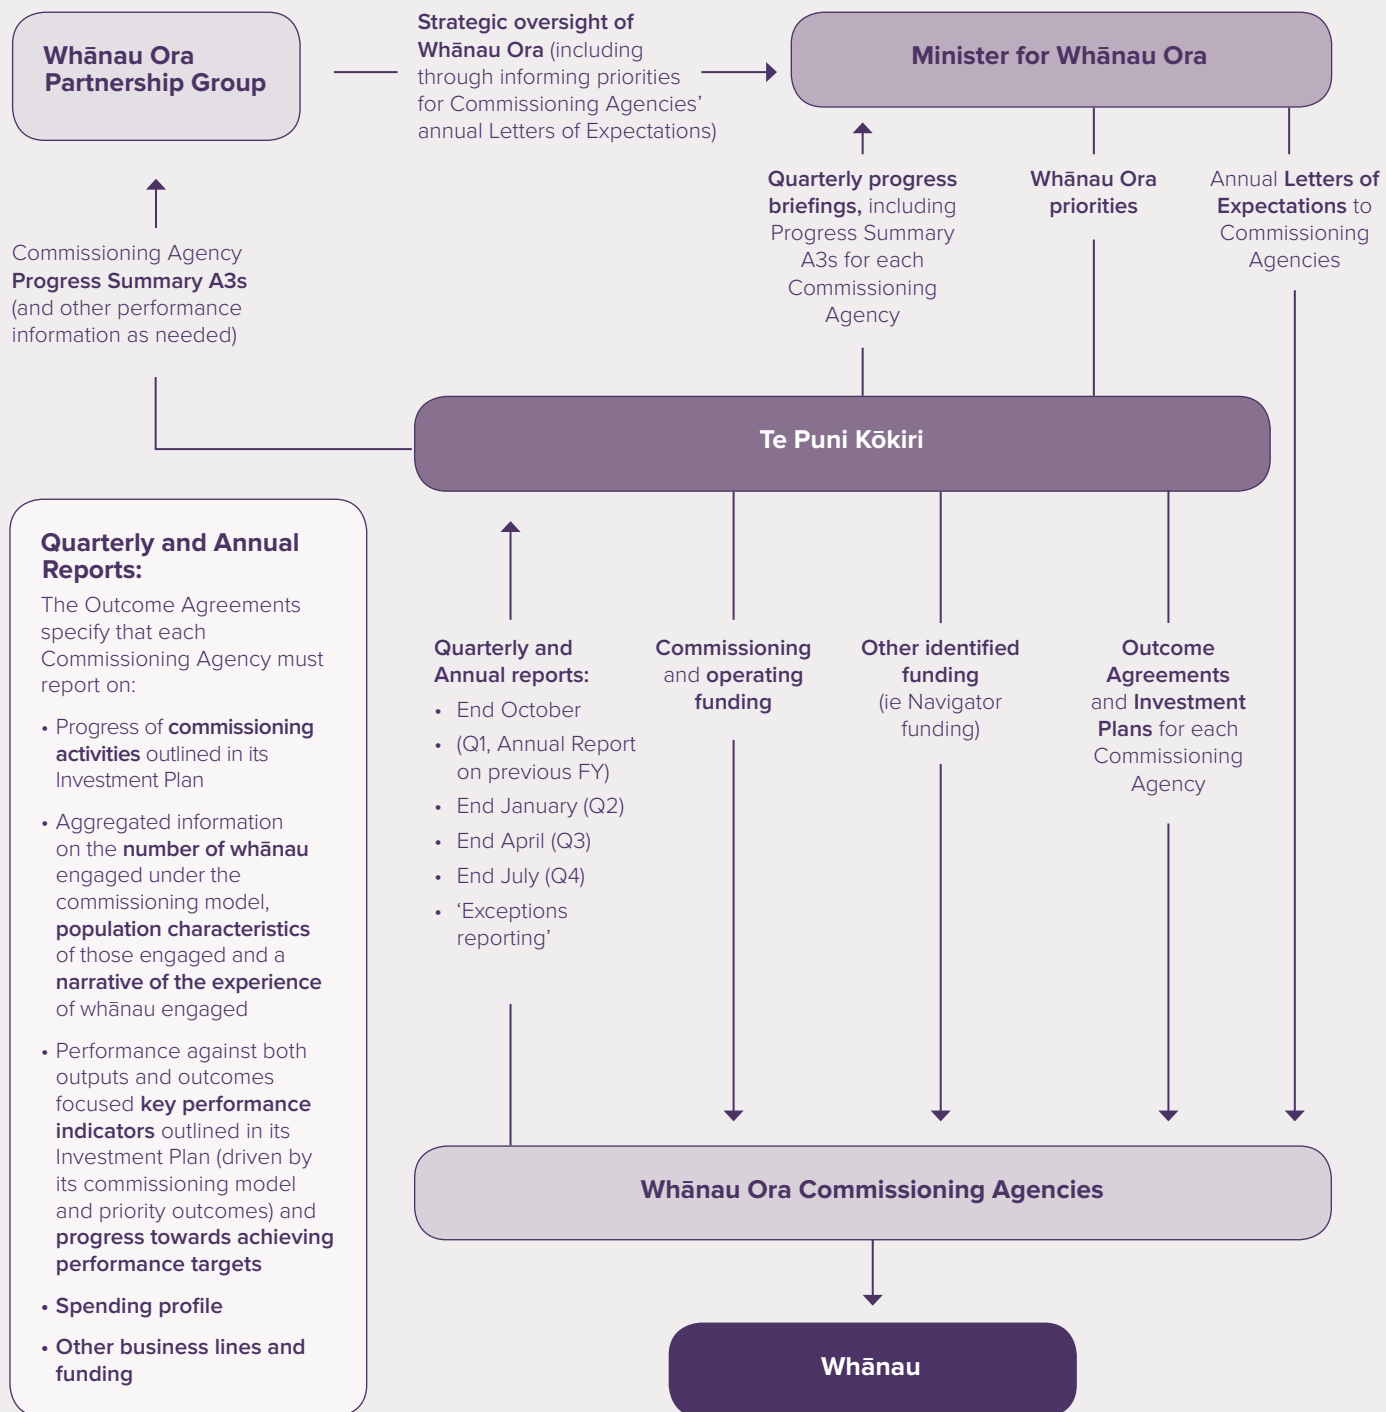 Whānau Ora
Partnership Group
Strategic oversight of
Whānau Ora (including
through informing priorities
for Commissioning Agencies’
annual Letters of Expectations)
Minister for Whānau Ora
Commissioning Agency
Progress Summary A3s
(and other performance
information as needed)
Quarterly progress
briefings, including
Progress Summary
A3s for each
Commissioning
Agency
Whānau Ora
priorities
Annual Letters of
Expectations to
Commissioning
Agencies
Te Puni Kōkiri
Quarterly and Annual
Reports:
The Outcome Agreements
specify that each
Commissioning Agency must
report on:
• Progress of commissioning
activities outlined in its
Investment Plan
• Aggregated information
on the number of whānau
engaged under the
commissioning model,
population characteristics
of those engaged and a
narrative of the experience
of whānau engaged
• Performance against both
outputs and outcomes
focused key performance
indicators outlined in its
Investment Plan (driven by
its commissioning model
and priority outcomes) and
progress towards achieving
performance targets
• Spending profile
• Other business lines and
funding
Quarterly and
Annual reports:
• End October
• (Q1, Annual Report
on previous FY)
• End January (Q2)
• End April (Q3)
• End July (Q4)
• ‘Exceptions
reporting’
Commissioning
and operating
funding
Other identified
funding
(ie Navigator
funding)
Outcome
Agreements
and Investment
Plans for each
Commissioning
Agency
Whānau Ora Commissioning Agencies
Whānau